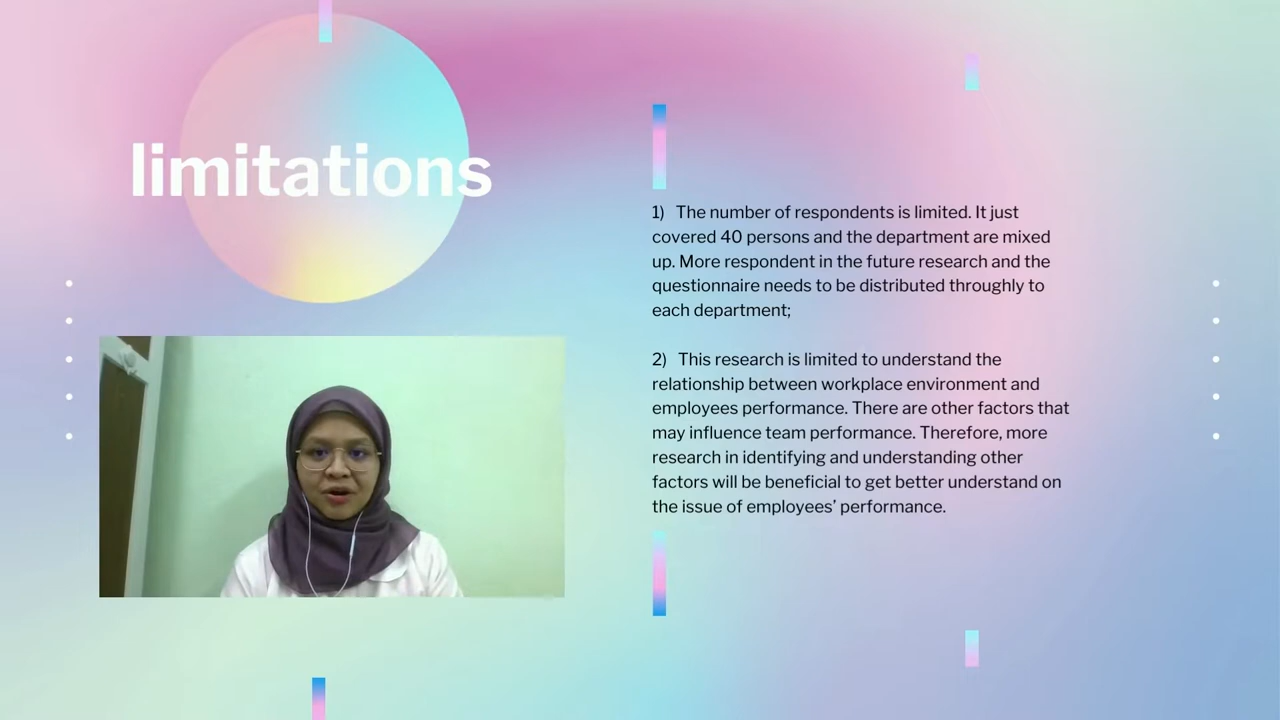 limitations
1) The number of respondents is limited. It just
covered 40 persons and the department are mixed
up. More respondent in the future research and the
questionnaire needs to be distributed throughly to
each department;
2) This research is limited to understand the
relationship between workplace environment and
employees performance. There are other factors that
may influence team performance. Therefore, more
research in identifying and understanding other
factors will be beneficial to get better understand on
the issue of employees’ performance.